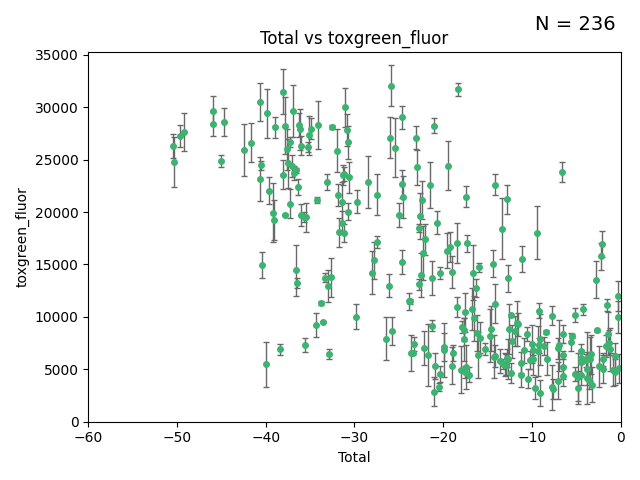 N = 236
Total vs toxgreen_fluor
35000
30000
25000
20000
15000
10000
5000
0
toxgreen_fluor
−60 −50 −40 −30 −20 −10 0
Total